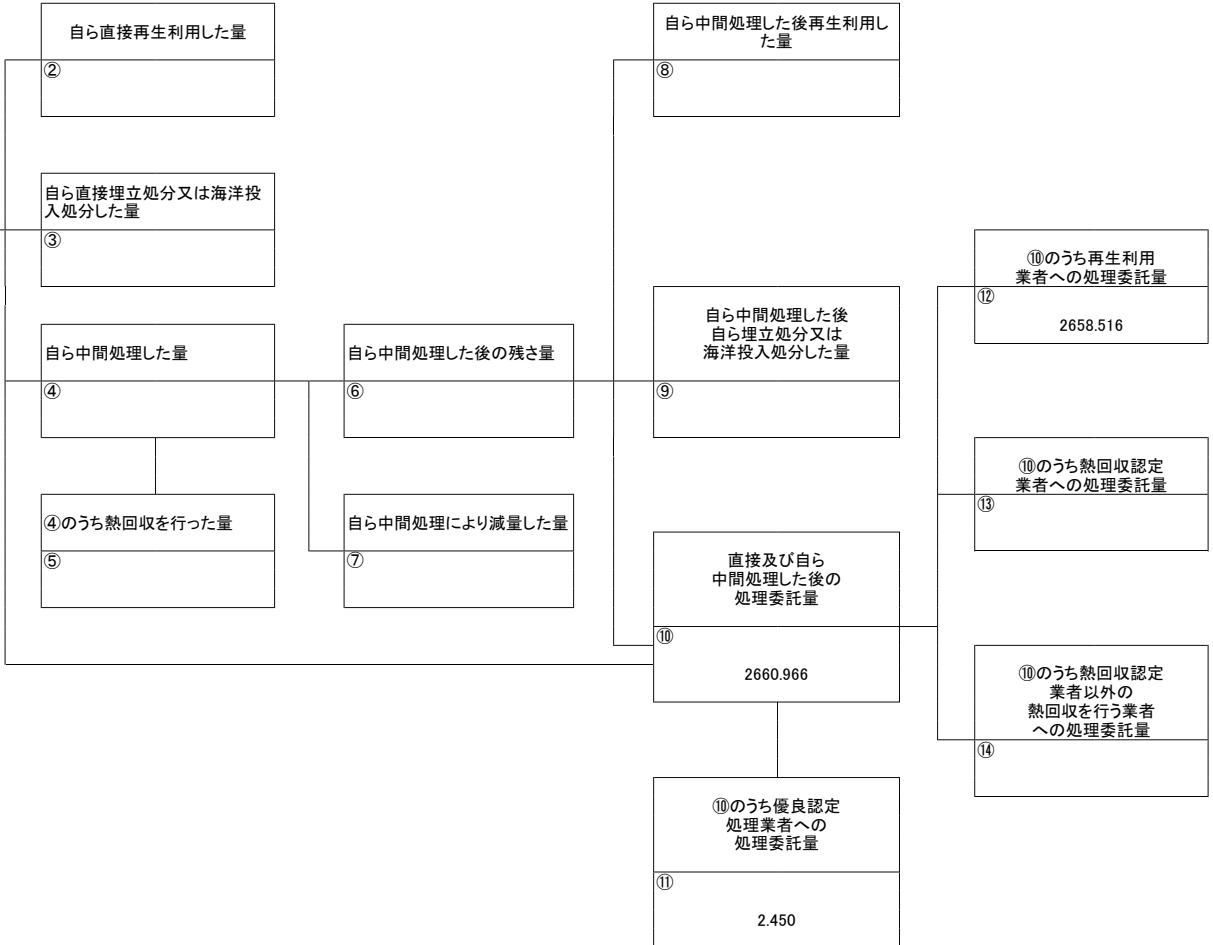 自ら直接再生利用した量
②
自ら中間処理した後再生利用し
た量
⑧
自ら直接埋立処分又は海洋投
入処分した量
③
自ら中間処理した量
④
自ら中間処理した後の残さ量
⑥
自ら中間処理した後
自ら埋立処分又は
海洋投入処分した量
⑨
⑩のうち再生利用
業者への処理委託量
⑫
2658.516
④のうち熱回収を行った量
⑤
自ら中間処理により減量した量
⑦
⑩のうち熱回収認定
業者への処理委託量
⑬
直接及び自ら
中間処理した後の
処理委託量
⑩
2660.966
⑩のうち熱回収認定
業者以外の
熱回収を行う業者
への処理委託量
⑭
⑩のうち優良認定
処理業者への
処理委託量
⑪
2.450